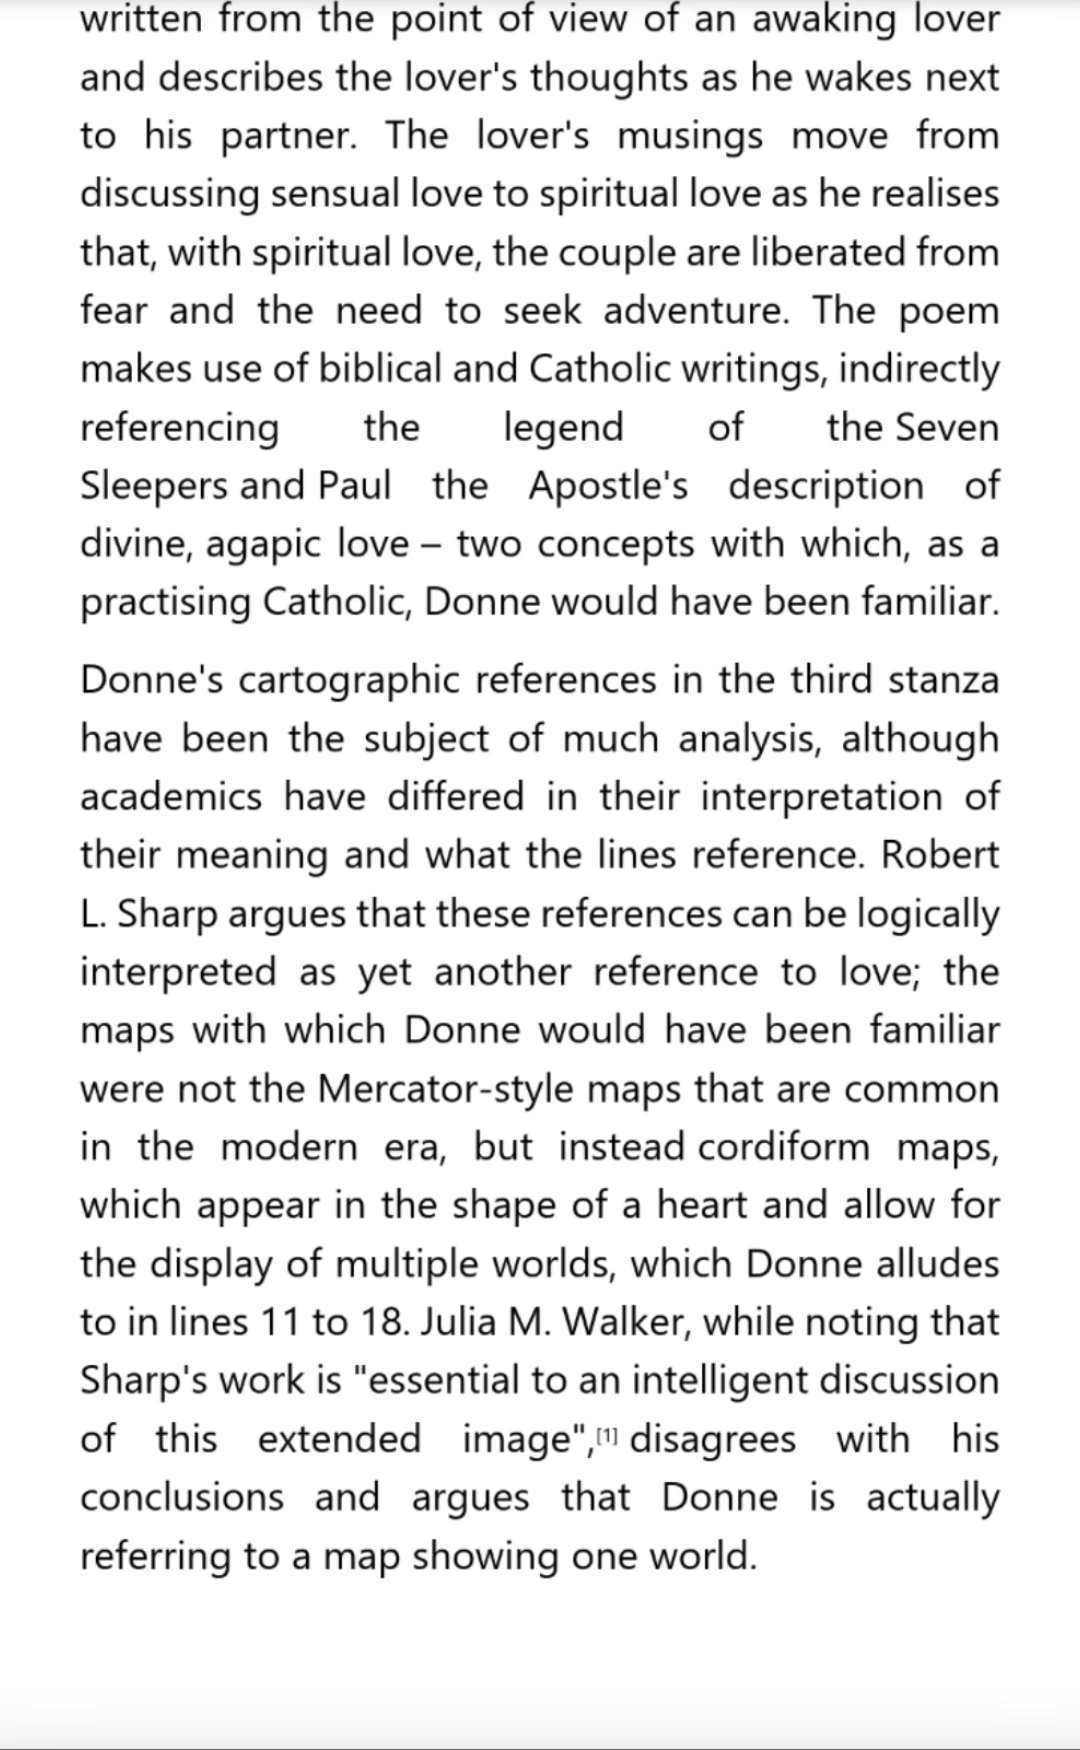 written from the point of view of an awaking lover
and describes the lover's thoughts as he wakes next
to his partner. The lover's musings move from
discussing sensual love to spiritual love as he realises
that, with spiritual love, the couple are liberated from
fear and the need to seek adventure. The poem
makes use of biblical and Catholic writings, indirectly
referencing the legend of the Seven
Sleepers and Paul the Apostle's description of
divine, agapic love – two concepts with which, as a
practising Catholic, Donne would have been familiar.
Donne's cartographic references in the third stanza
have been the subject of much analysis, although
academics have differed in their interpretation of
their meaning and what the lines reference. Robert
L. Sharp argues that these references can be logically
interpreted as yet another reference to love; the
maps with which Donne would have been familiar
were not the Mercator-style maps that are common
in the modern era, but instead cordiform maps,
which appear in the shape of a heart and allow for
the display of multiple worlds, which Donne alludes
to in lines 11 to 18. Julia M. Walker, while noting that
Sharp's work is "essential to an intelligent discussion
of this extended image",[1] disagrees with his
conclusions and argues that Donne is actually
referring to a map showing one world.